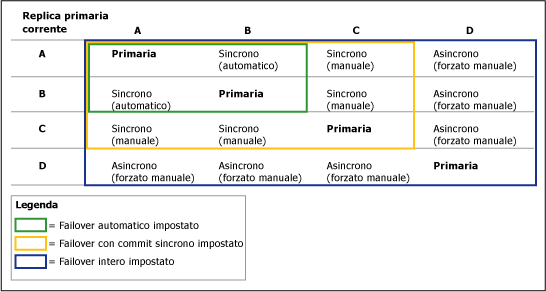 Replica primaria
corrente A B C D
A Primaria Sincrono Sincrono Asincrono
(automatico) (manuale) (forzato manuale)
B Sincrono Primaria Sincrono Asincrono
(automatico) (manuale) (forzato manuale)
C Sincrono Sincrono Primaria Asincrono
(manuale) (manuale) (forzato manuale)
D Asincrono Asincrono Asincrono Primaria
(forzato manuale) (forzato manuale) (forzato manuale)
Legenda
= Failover automatico impostato
= Failover con commit sincrono impostato
= Failover intero impostato